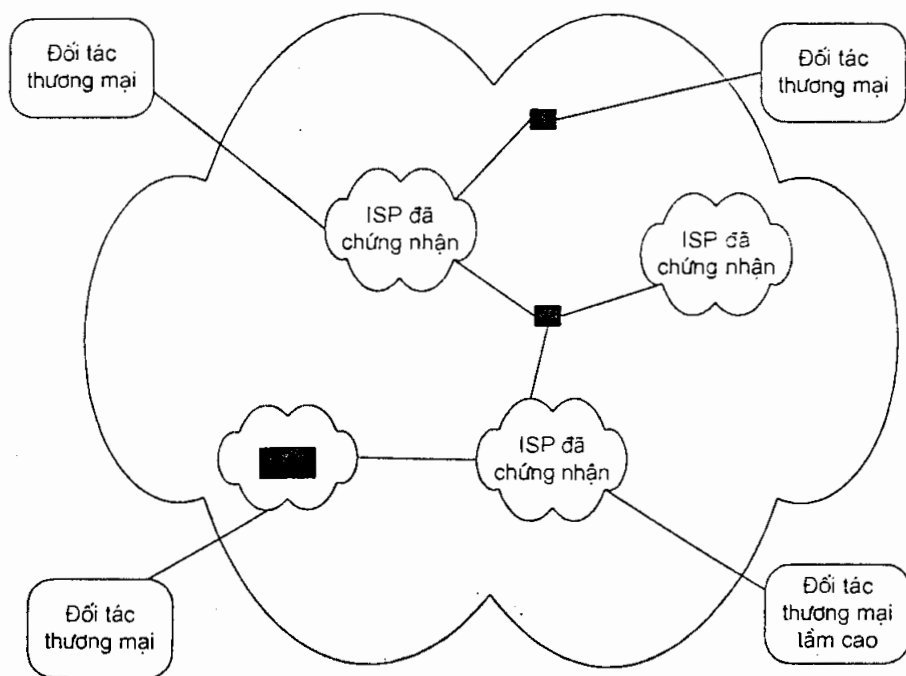 Đối tác
thương mại
Đối tác
thương mại
ISP đã
chứng nhận
ISP đã
chứng nhận
ISP đã
chứng nhận
Đối tác
thương mại
Đối tác
thương mại
lầm cao